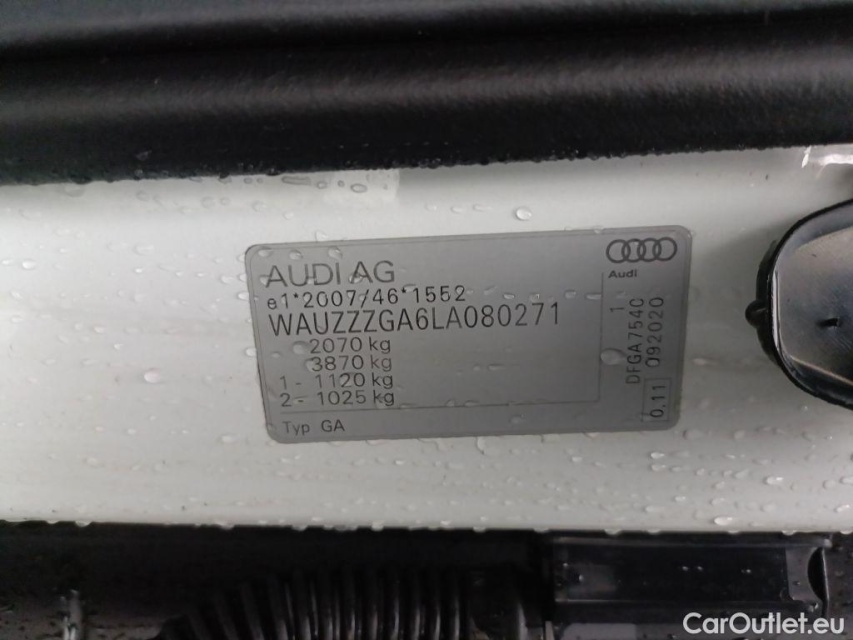 AUDI AG
e1*2007/46*1552
WAUZZZGA6LA080271
2070 kg
3870 kg
1 - 1120 kg
2 - 1025 kg
Typ GA
Audi
DFGA7540 1
092020
0,11
CarOutlet.eu